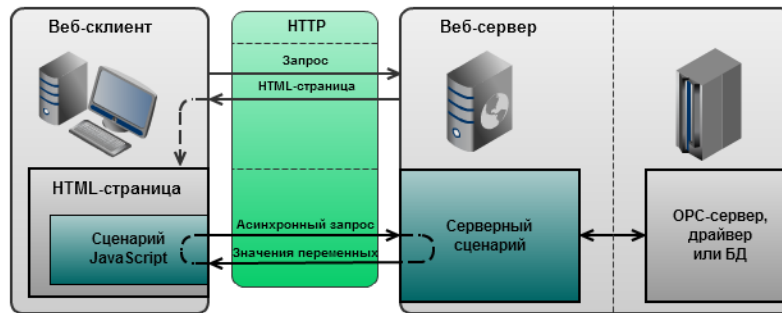 Веб-склиент
HTTP
Веб-сервер
Запрос
HTML-страница
HTML-страница
Сценарий
JavaScript
Асинхронный запрос
Значения переменных
Серверный
сценарий
OPC-сервер,
драйвер
или БД